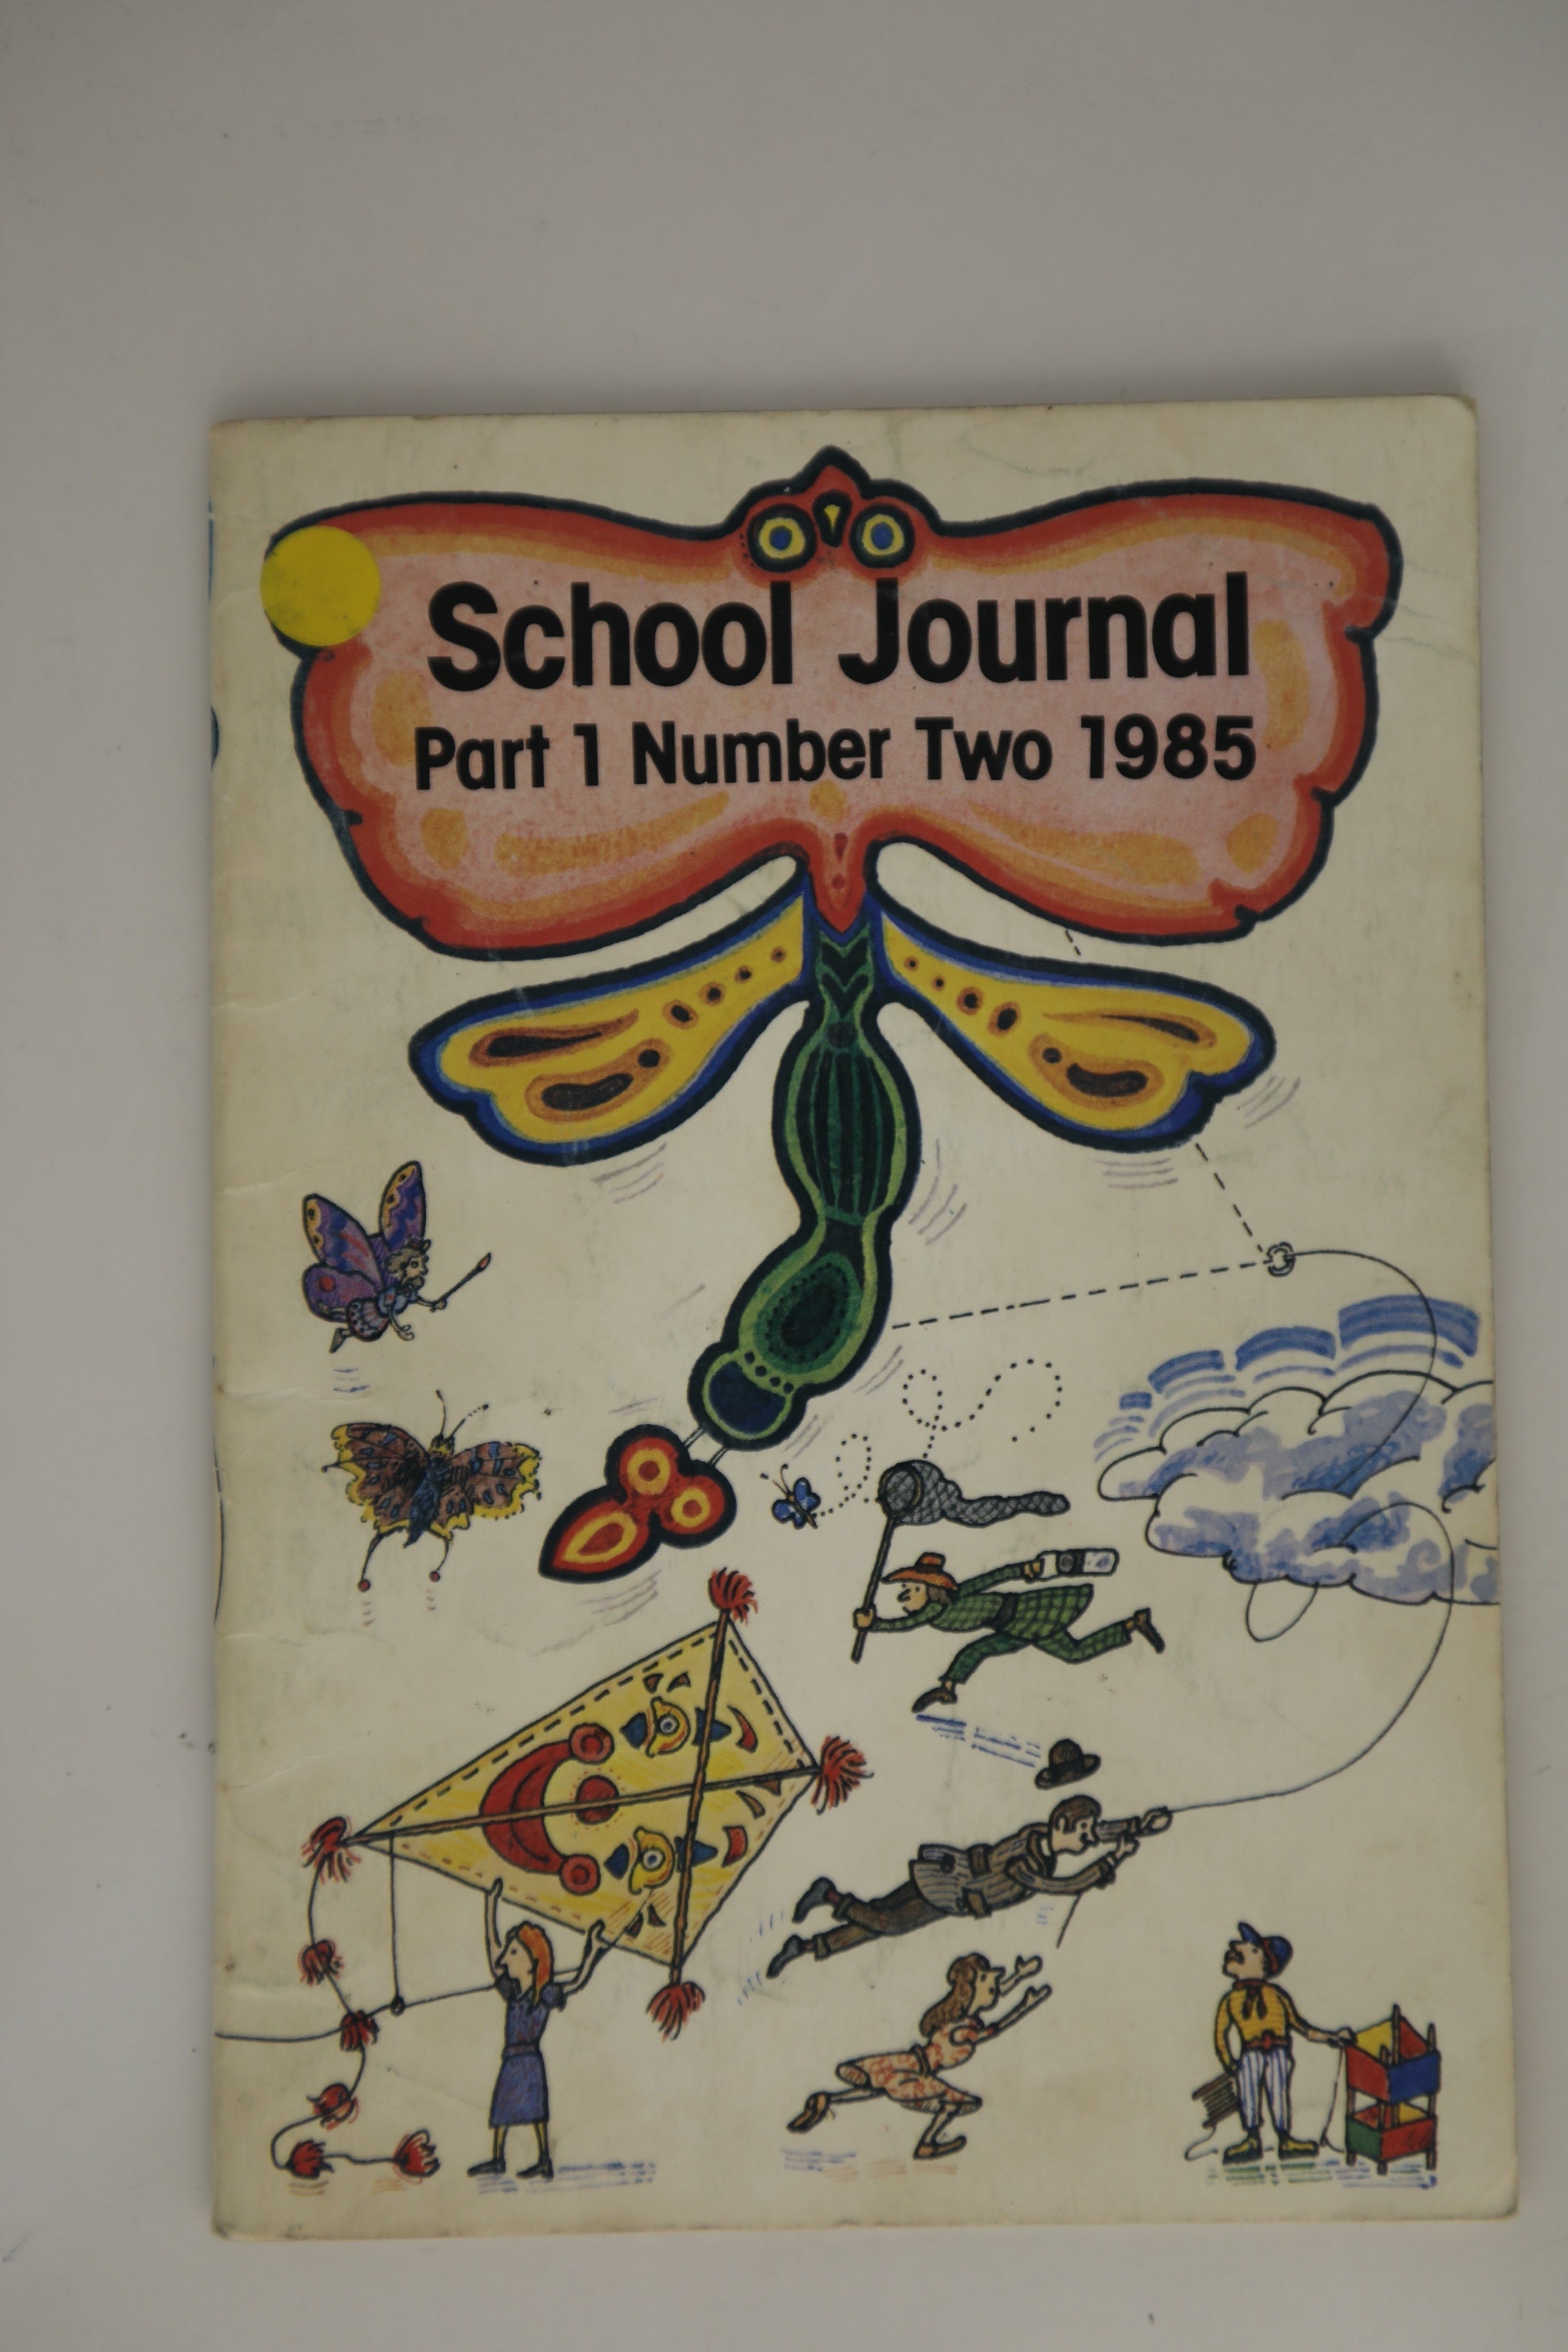 School Journal
Part 1 Number Two 1985